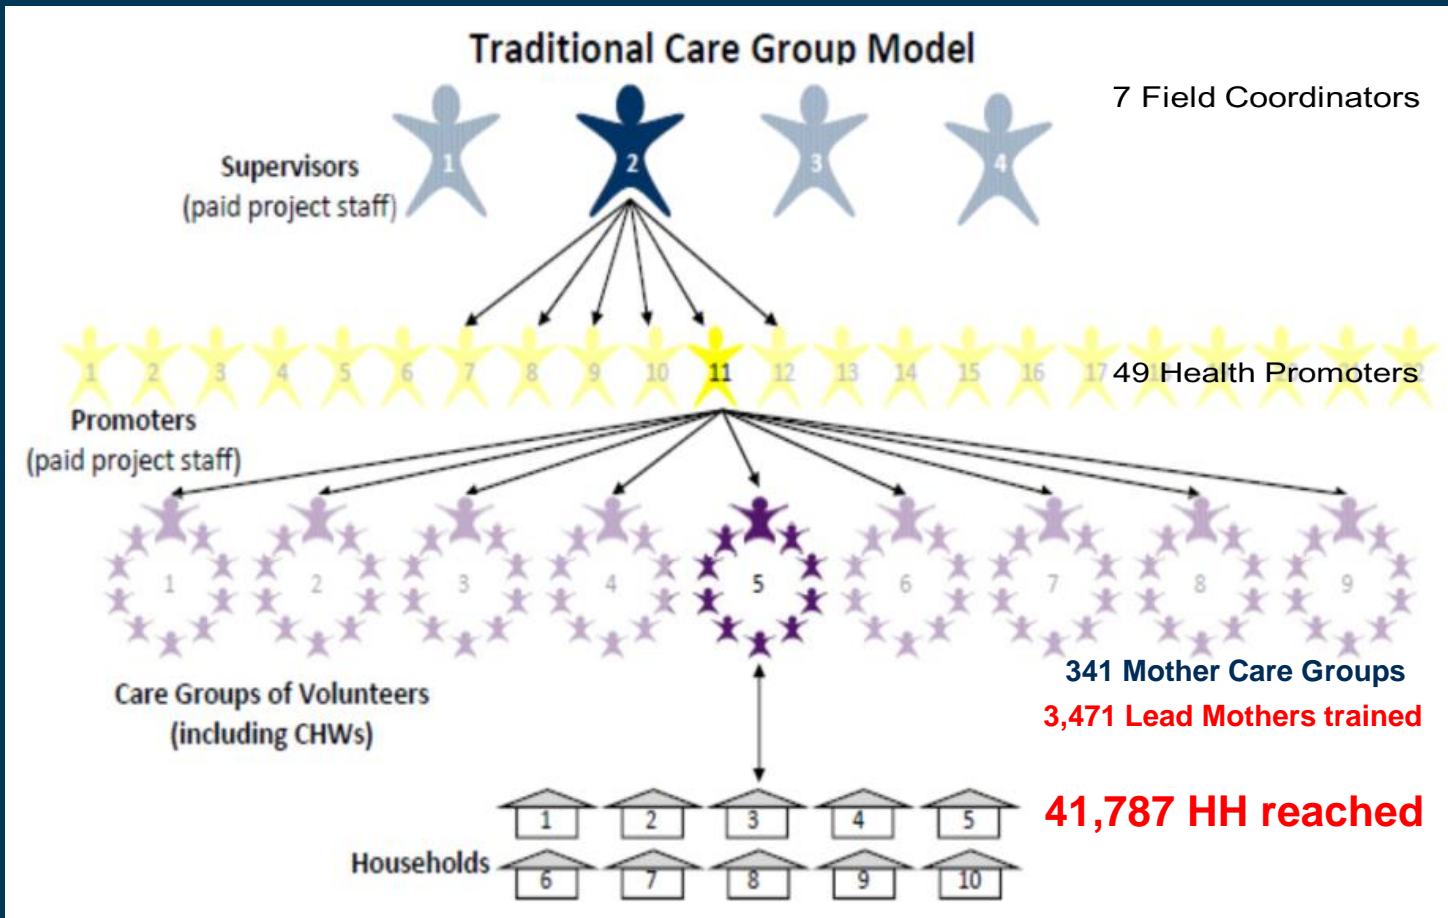 Traditional Care Group Model
7 Field Coordinators
Supervisors
(paid project staff)
1 2 3 4
1 2 3 4 5 6 7 8 9 10 11 12 13 14 15 16 17
49 Health Promoters
Promoters
(paid project staff)
1 2 3 4 5 6 7 8 9
341 Mother Care Groups
3,471 Lead Mothers trained
Care Groups of Volunteers
(including CHWs)
41,787 HH reached
1 2 3 4 5
Households
6 7 8 9 10